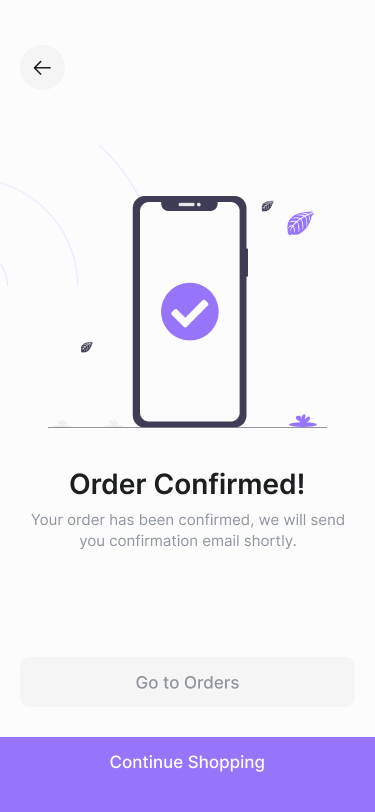 Order Confirmed!
Your order has been confirmed, we will send
you confirmation email shortly.
Go to Orders
Continue Shopping